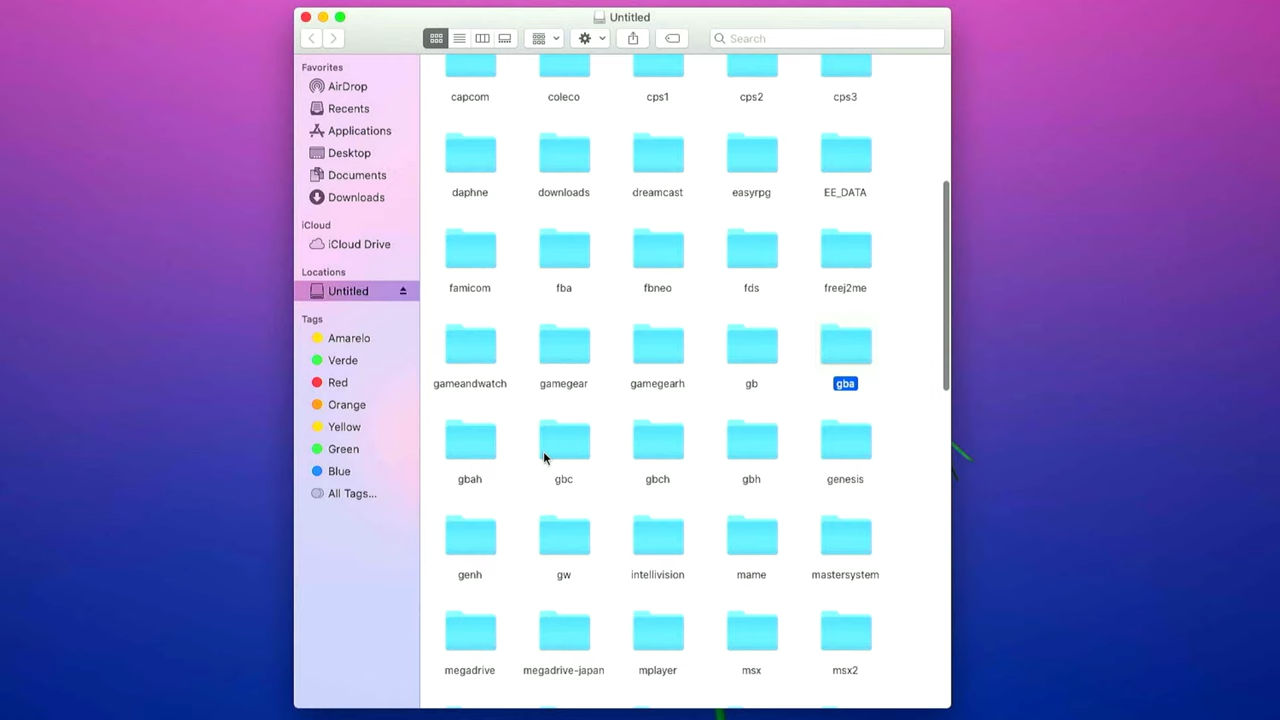 Untitled
Search
Favorites
AirDrop
Recents
Applications
Desktop
Documents
Downloads
iCloud
iCloud Drive
Locations
Untitled
Tags
Amarelo
Verde
Red
Orange
Yellow
Green
Blue
All Tags...
capcom coleco cps1 cps2 cps3
daphne downloads dreamcast easyrpg EE_DATA
famicom fba fbneo fds freej2me
gameandwatch gamegear gamegearh gb gba
gbah gbc gbch gbh genesis
genh gw intellivision mame mastersystem
megadrive megadrive-japan mplayer msx msx2